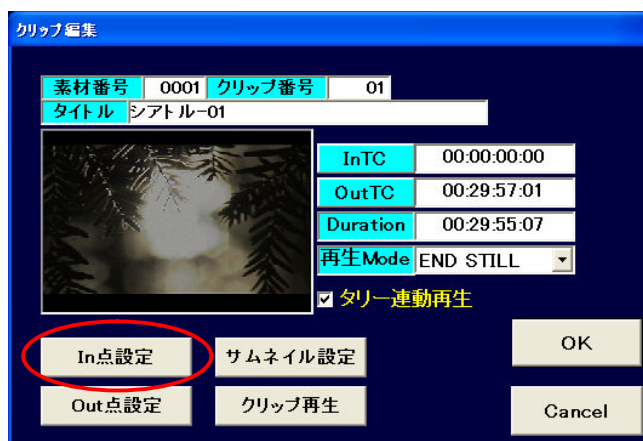 クリップ編集
素材番号 0001 クリップ番号 01
タイトル シアトル-01
InTC 00:00:00:00
OutTC 00:29:57:01
Duration 00:29:55:07
再生Mode END STILL
タリー連動再生
In点設定 サムネイル設定 OK
Out点設定 クリップ再生 Cancel